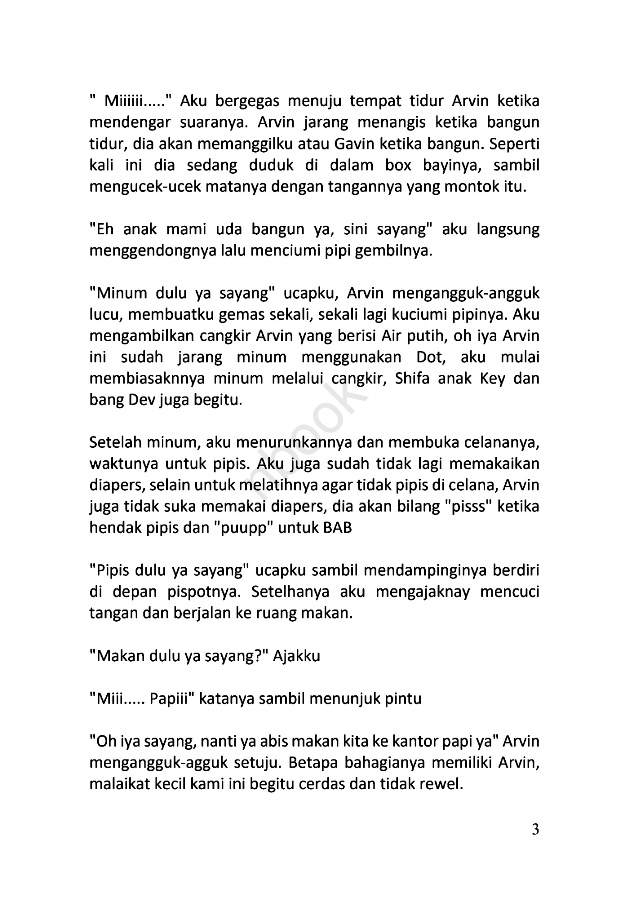 " Miiiiii....." Aku bergegas menuju tempat tidur Arvin ketika
mendengar suaranya. Arvin jarang menangis ketika bangun
tidur, dia akan memanggilku atau Gavin ketika bangun. Seperti
kali ini dia sedang duduk di dalam box bayinya, sambil
mengucek-ucek matanya dengan tangannya yang montok itu.
"Eh anak mami uda bangun ya, sini sayang" aku langsung
menggendongnya lalu menciumi pipi gembilnya.
"Minum dulu ya sayang" ucapku, Arvin mengangguk-angguk
lucu, membuatku gemas sekali, sekali lagi kuciumi pipinya. Aku
mengambilkan cangkir Arvin yang berisi Air putih, oh iya Arvin
ini sudah jarang minum menggunakan Dot, aku mulai
membiasaknnya minum melalui cangkir, Shifa anak Key dan
bang Dev juga begitu.
Setelah minum, aku menurunkannya dan membuka celananya,
waktunya untuk pipis. Aku juga sudah tidak lagi memakaikan
diapers, selain untuk melatihnya agar tidak pipis di celana, Arvin
juga tidak suka memakai diapers, dia akan bilang "pisss" ketika
hendak pipis dan "puupp" untuk BAB
"Pipis dulu ya sayang" ucapku sambil mendampinginya berdiri
di depan pispotnya. Setelhanya aku mengajaknay mencuci
tangan dan berjalan ke ruang makan.
"Makan dulu ya sayang?" Ajakku
"Miii..... Papiii" katanya sambil menunjuk pintu
"Oh iya sayang, nanti ya abis makan kita ke kantor papi ya" Arvin
mengangguk-agguk setuju. Betapa bahagianya memiliki Arvin,
malaikat kecil kami ini begitu cerdas dan tidak rewel.
3